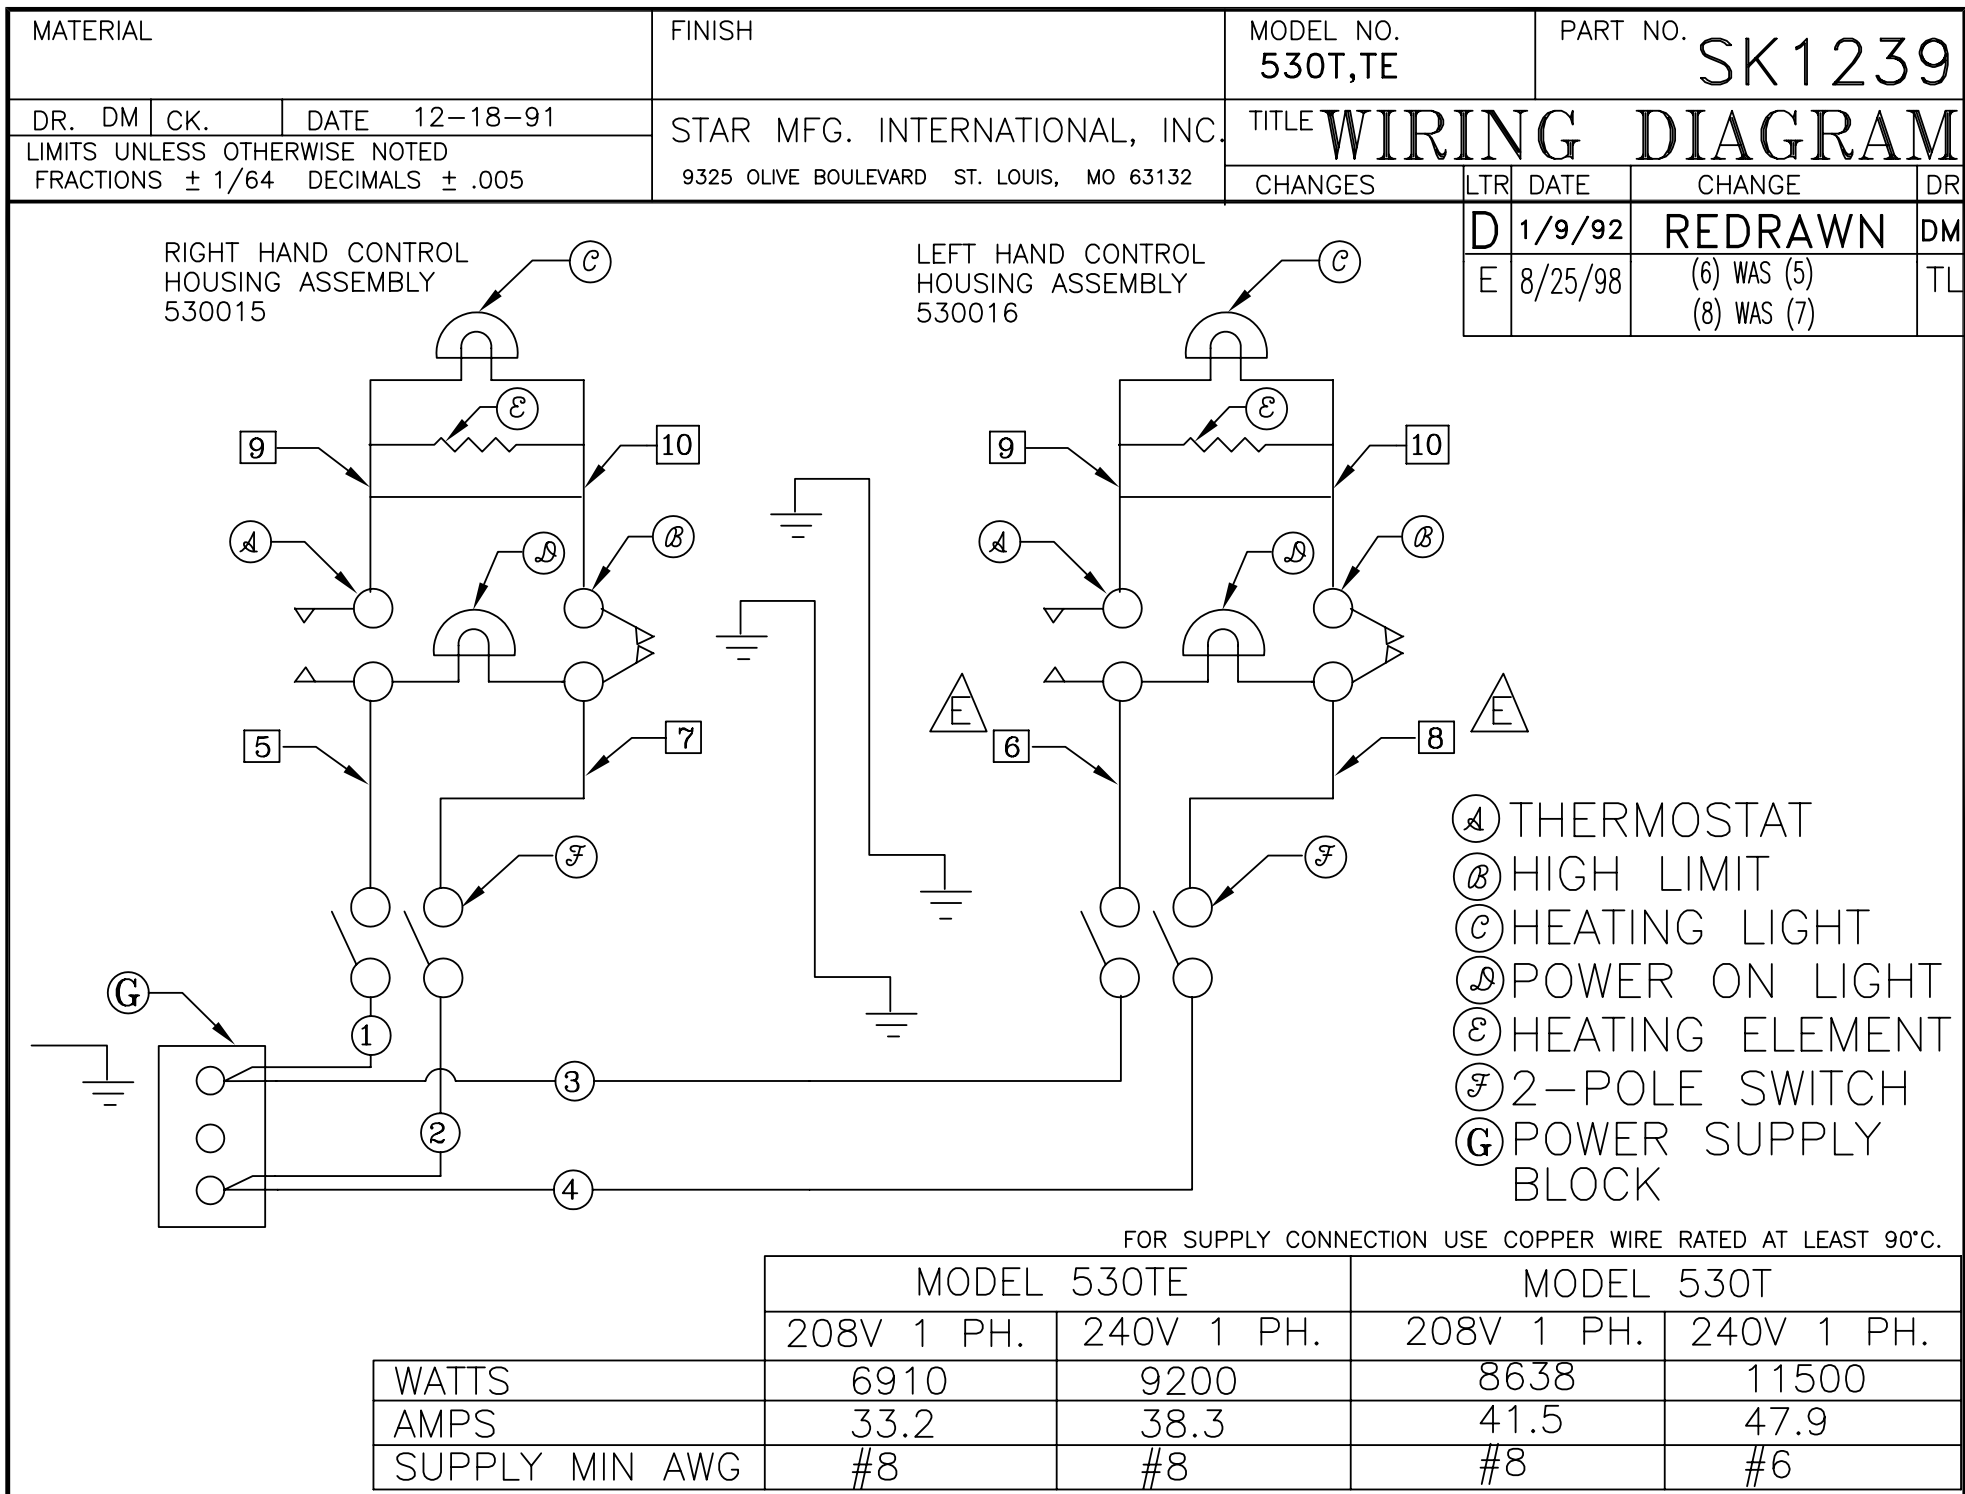 MATERIAL
FINISH
MODEL NO.
530T,TE
PART NO. SK1239
DR. DM CK. DATE 12-18-91
LIMITS UNLESS OTHERWISE NOTED
FRACTIONS ± 1/64 DECIMALS ± .005
STAR MFG. INTERNATIONAL, INC.
9325 OLIVE BOULEVARD ST. LOUIS, MO 63132
TITLE WIRING DIAGRAM
CHANGES LTR DATE CHANGE DR
D 1/9/92 REDRAWN DM
E 8/25/98 (6) WAS (5) TL
(8) WAS (7)
RIGHT HAND CONTROL
HOUSING ASSEMBLY
530015
C
E
9
10
A
D
B
5
7
F
G
1
3
2
4
LEFT HAND CONTROL
HOUSING ASSEMBLY
530016
C
E
9
10
A
D
B
E
6
8
E
F
A THERMOSTAT
B HIGH LIMIT
C HEATING LIGHT
D POWER ON LIGHT
E HEATING ELEMENT
F 2-POLE SWITCH
G POWER SUPPLY
BLOCK
FOR SUPPLY CONNECTION USE COPPER WIRE RATED AT LEAST 90°C.
MODEL 530TE MODEL 530T
208V 1 PH. 240V 1 PH. 208V 1 PH. 240V 1 PH.
WATTS 6910 9200 8638 11500
AMPS 33.2 38.3 41.5 47.9
SUPPLY MIN AWG #8 #8 #8 #6